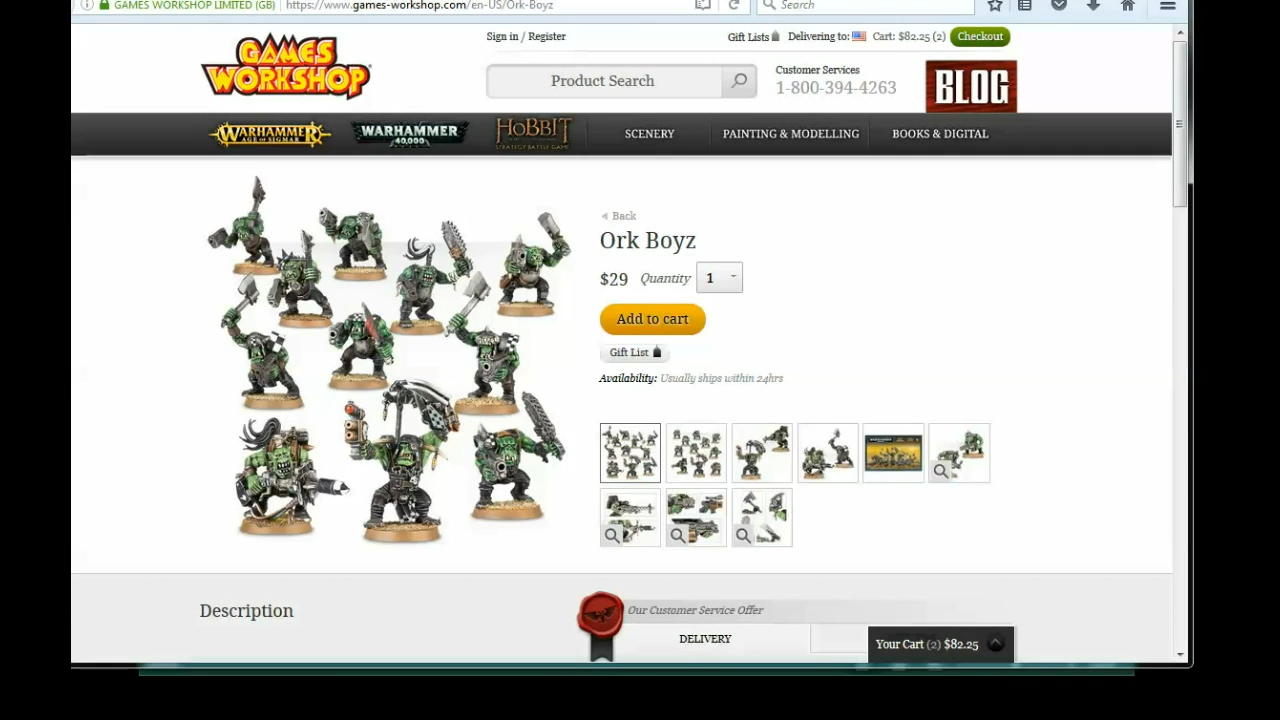 GAMES WORKSHOP LIMITED (GB)
https://www.games-workshop.com/en-US/Ork-Boyz
Search
GAMES
WORKSHOP
Sign in / Register
Gift Lists
Delivering to:
Cart: $82.25 (2)
Checkout
Product Search
Customer Services
1-800-394-4263
BLOG
WARHAMMER
AGE OF SIGMAR
WARHAMMER
40,000
THE HOBBIT
STRATEGY BATTLE GAME
SCENERY
PAINTING & MODELLING
BOOKS & DIGITAL
Back
Ork Boyz
$29 Quantity 1
Add to cart
Gift List
Availability: Usually ships within 24hrs
Description
Our Customer Service Offer
DELIVERY
Your Cart (2) $82.25